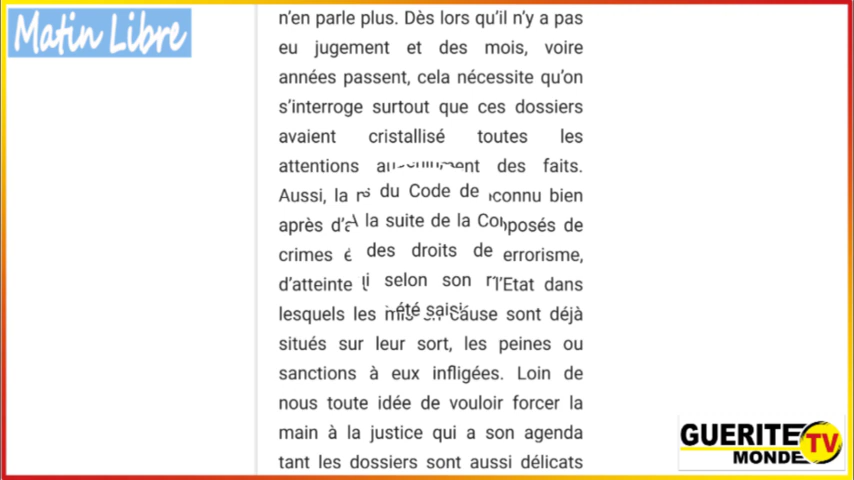 Matin Libre
n'en parle plus. Dès lors qu'il n'y a pas
eu jugement et des mois, voire
années passent, cela nécessite qu'on
s'interroge surtout que ces dossiers
avaient cristallisé toutes les
attentions des faits.
Aussi, la du Code de bien
après la suite de la de
crimes des droits de errorisme,
d'atteinte selon son l'Etat dans
lesquels les été cause sont déjà
situés sur leur sort, les peines ou
sanctions à eux infligées. Loin de
nous toute idée de vouloir forcer la
main à la justice qui a son agenda
tant les dossiers sont aussi délicats
GUERITE TV
MONDE